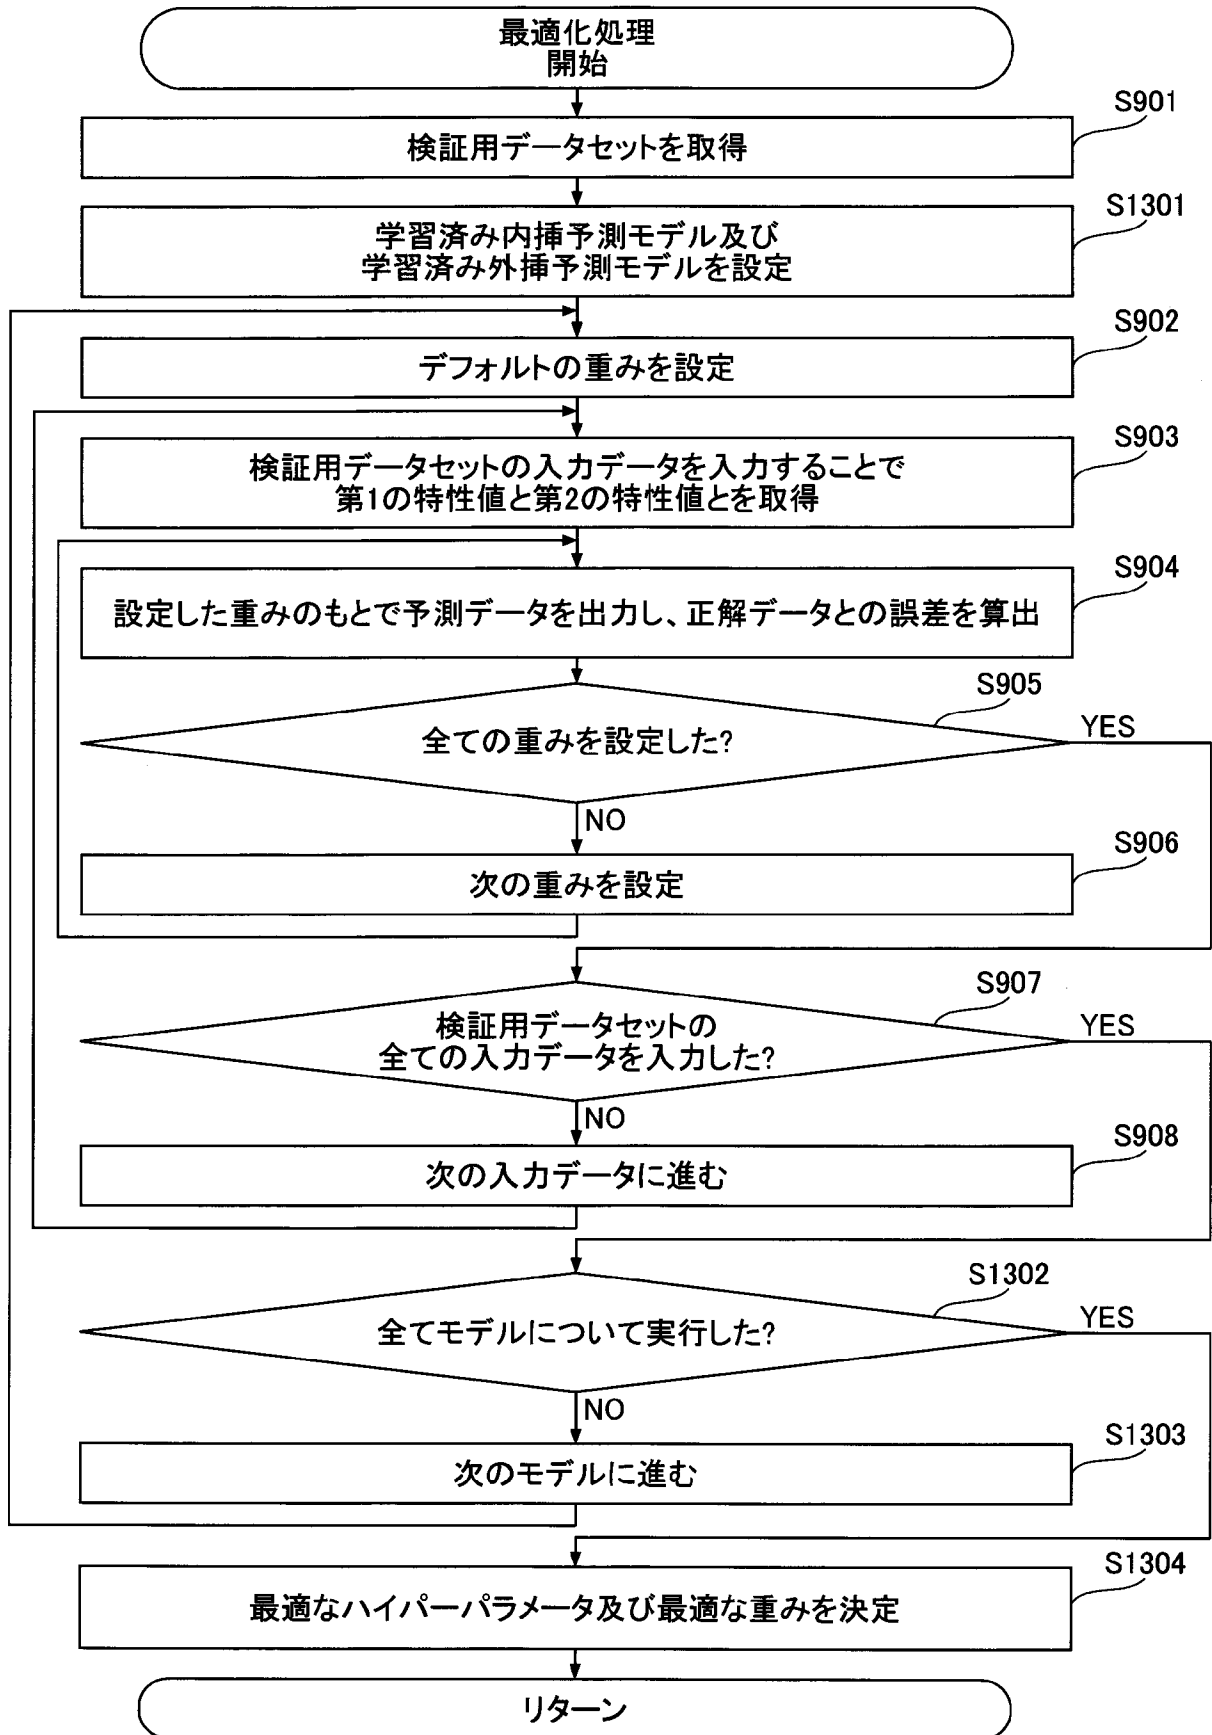 最適化処理
開始
S901
検証用データセットを取得
S1301
学習済み内挿予測モデル及び
学習済み外挿予測モデルを設定
S902
デフォルトの重みを設定
S903
検証用データセットの入力データを入力することで
第1の特性値と第2の特性値とを取得
S904
設定した重みのもとで予測データを出力し、正解データとの誤差を算出
S905
全ての重みを設定した?
YES
NO
S906
次の重みを設定
S907
検証用データセットの
全ての入力データを入力した?
YES
NO
S908
次の入力データに進む
S1302
全てモデルについて実行した?
YES
NO
S1303
次のモデルに進む
S1304
最適なハイパーパラメータ及び最適な重みを決定
リターン